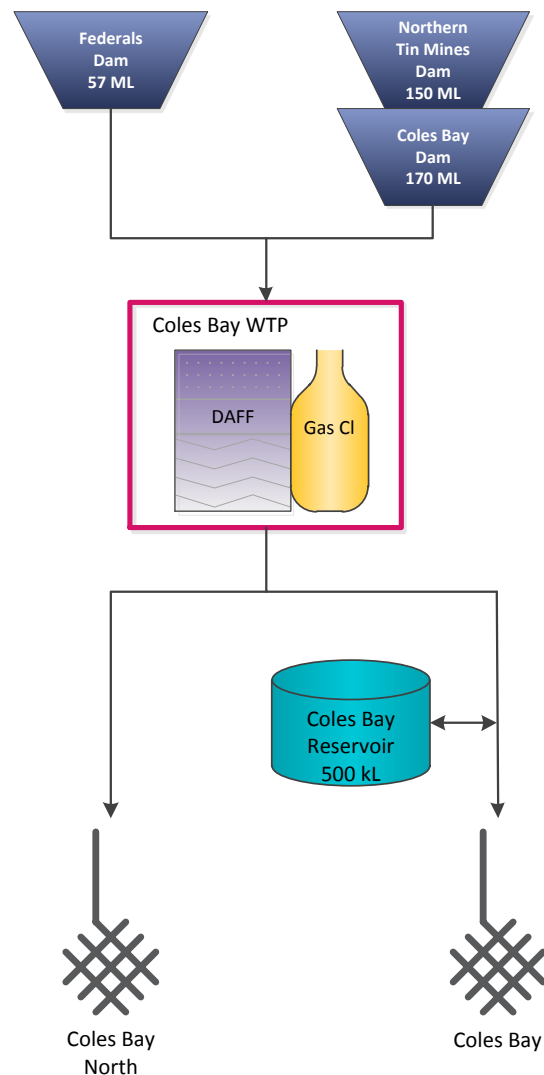 Federals
Dam
57 ML
Northern
Tin Mines
Dam
150 ML
Coles Bay
Dam
170 ML
Coles Bay WTP
DAFF
Gas Cl
Coles Bay
Reservoir
500 kL
Coles Bay
North
Coles Bay